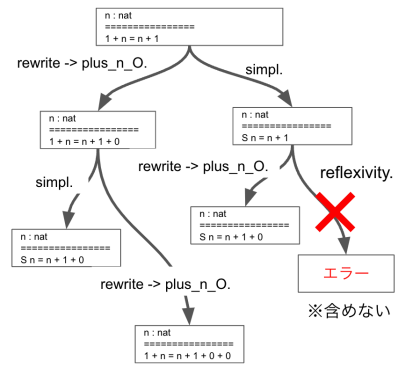 n : nat
================
1 + n = n + 1
rewrite -> plus_n_O.
simpl.
n : nat
================
1 + n = n + 1 + 0
n : nat
================
S n = n + 1
simpl.
rewrite -> plus_n_O.
reflexivity.
n : nat
================
S n = n + 1 + 0
n : nat
================
S n = n + 1 + 0
エラー
rewrite -> plus_n_O.
※含めない
n : nat
================
1 + n = n + 1 + 0 + 0